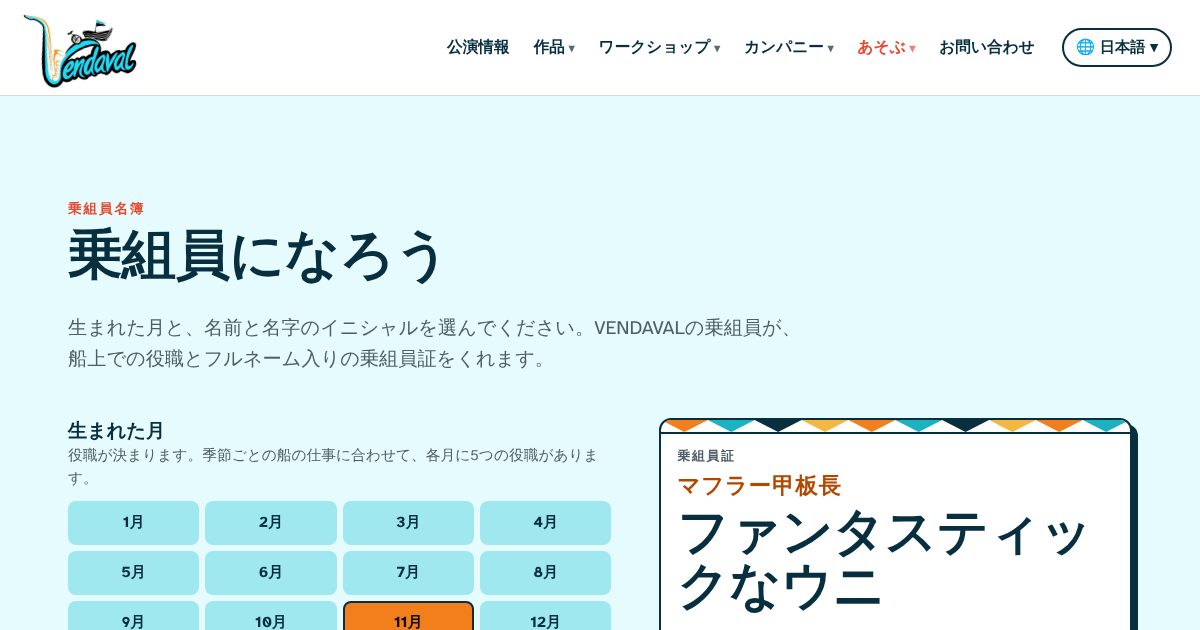 Vendaval
公演情報
作品 ▾
ワークショップ ▾
カンパニー ▾
あそぶ ▾
お問い合わせ
🌐 日本語 ▾
乗組員名簿
乗組員になろう
生まれた月と、名前と名字のイニシャルを選んでください。VENDAVALの乗組員が、
船上での役職とフルネーム入りの乗組員証をくれます。
生まれた月
役職が決まります。季節ごとの船の仕事に合わせて、各月に5つの役職がありま
す。
1月
2月
3月
4月
5月
6月
7月
8月
9月
10月
11月
12月
乗組員証
マフラー甲板長
ファンタスティッ
クなウニ